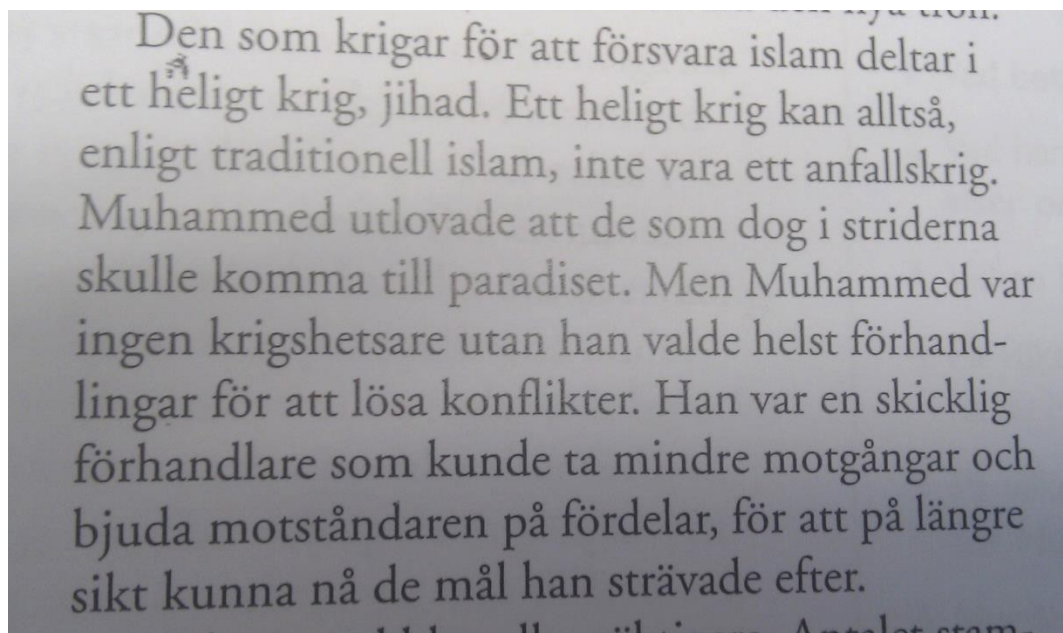 Den som krigar för att försvara islam deltar i
ett heligt krig, jihad. Ett heligt krig kan alltså,
enligt traditionell islam, inte vara ett anfallskrig.
Muhammed utlovade att de som dog i striderna
skulle komma till paradiset. Men Muhammed var
ingen krigshetsare utan han valde helst förhand-
lingar för att lösa konflikter. Han var en skicklig
förhandlare som kunde ta mindre motgångar och
bjuda motståndaren på fördelar, för att på längre
sikt kunna nå de mål han strävade efter.